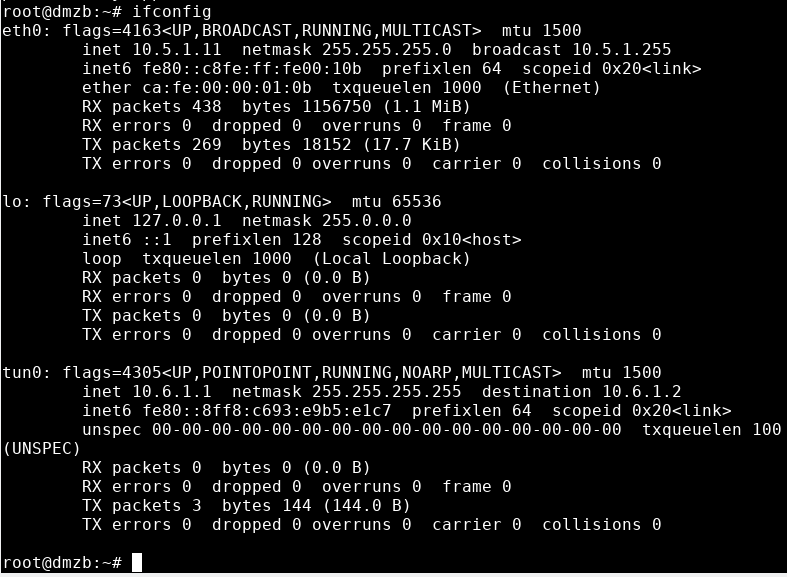 root@dmzb:~# ifconfig
eth0: flags=4163<UP,BROADCAST,RUNNING,MULTICAST>  mtu 1500
        inet 10.5.1.11  netmask 255.255.255.0  broadcast 10.5.1.255
        inet6 fe80::c8fe:ff:fe00:10b  prefixlen 64  scopeid 0x20<link>
        ether ca:fe:00:00:01:0b  txqueuelen 1000  (Ethernet)
        RX packets 438  bytes 1156750 (1.1 MiB)
        RX errors 0  dropped 0  overruns 0  frame 0
        TX packets 269  bytes 18152 (17.7 KiB)
        TX errors 0  dropped 0 overruns 0  carrier 0  collisions 0

lo: flags=73<UP,LOOPBACK,RUNNING>  mtu 65536
        inet 127.0.0.1  netmask 255.0.0.0
        inet6 ::1  prefixlen 128  scopeid 0x10<host>
        loop  txqueuelen 1000  (Local Loopback)
        RX packets 0  bytes 0 (0.0 B)
        RX errors 0  dropped 0  overruns 0  frame 0
        TX packets 0  bytes 0 (0.0 B)
        TX errors 0  dropped 0 overruns 0  carrier 0  collisions 0

tun0: flags=4305<UP,POINTOPOINT,RUNNING,NOARP,MULTICAST>  mtu 1500
        inet 10.6.1.1  netmask 255.255.255.255  destination 10.6.1.2
        inet6 fe80::8ff8:c693:e9b5:e1c7  prefixlen 64  scopeid 0x20<link>
        unspec 00-00-00-00-00-00-00-00-00-00-00-00-00-00-00-00  txqueuelen 100
(UNSPEC)
        RX packets 0  bytes 0 (0.0 B)
        RX errors 0  dropped 0  overruns 0  frame 0
        TX packets 3  bytes 144 (144.0 B)
        TX errors 0  dropped 0 overruns 0  carrier 0  collisions 0

root@dmzb:~#